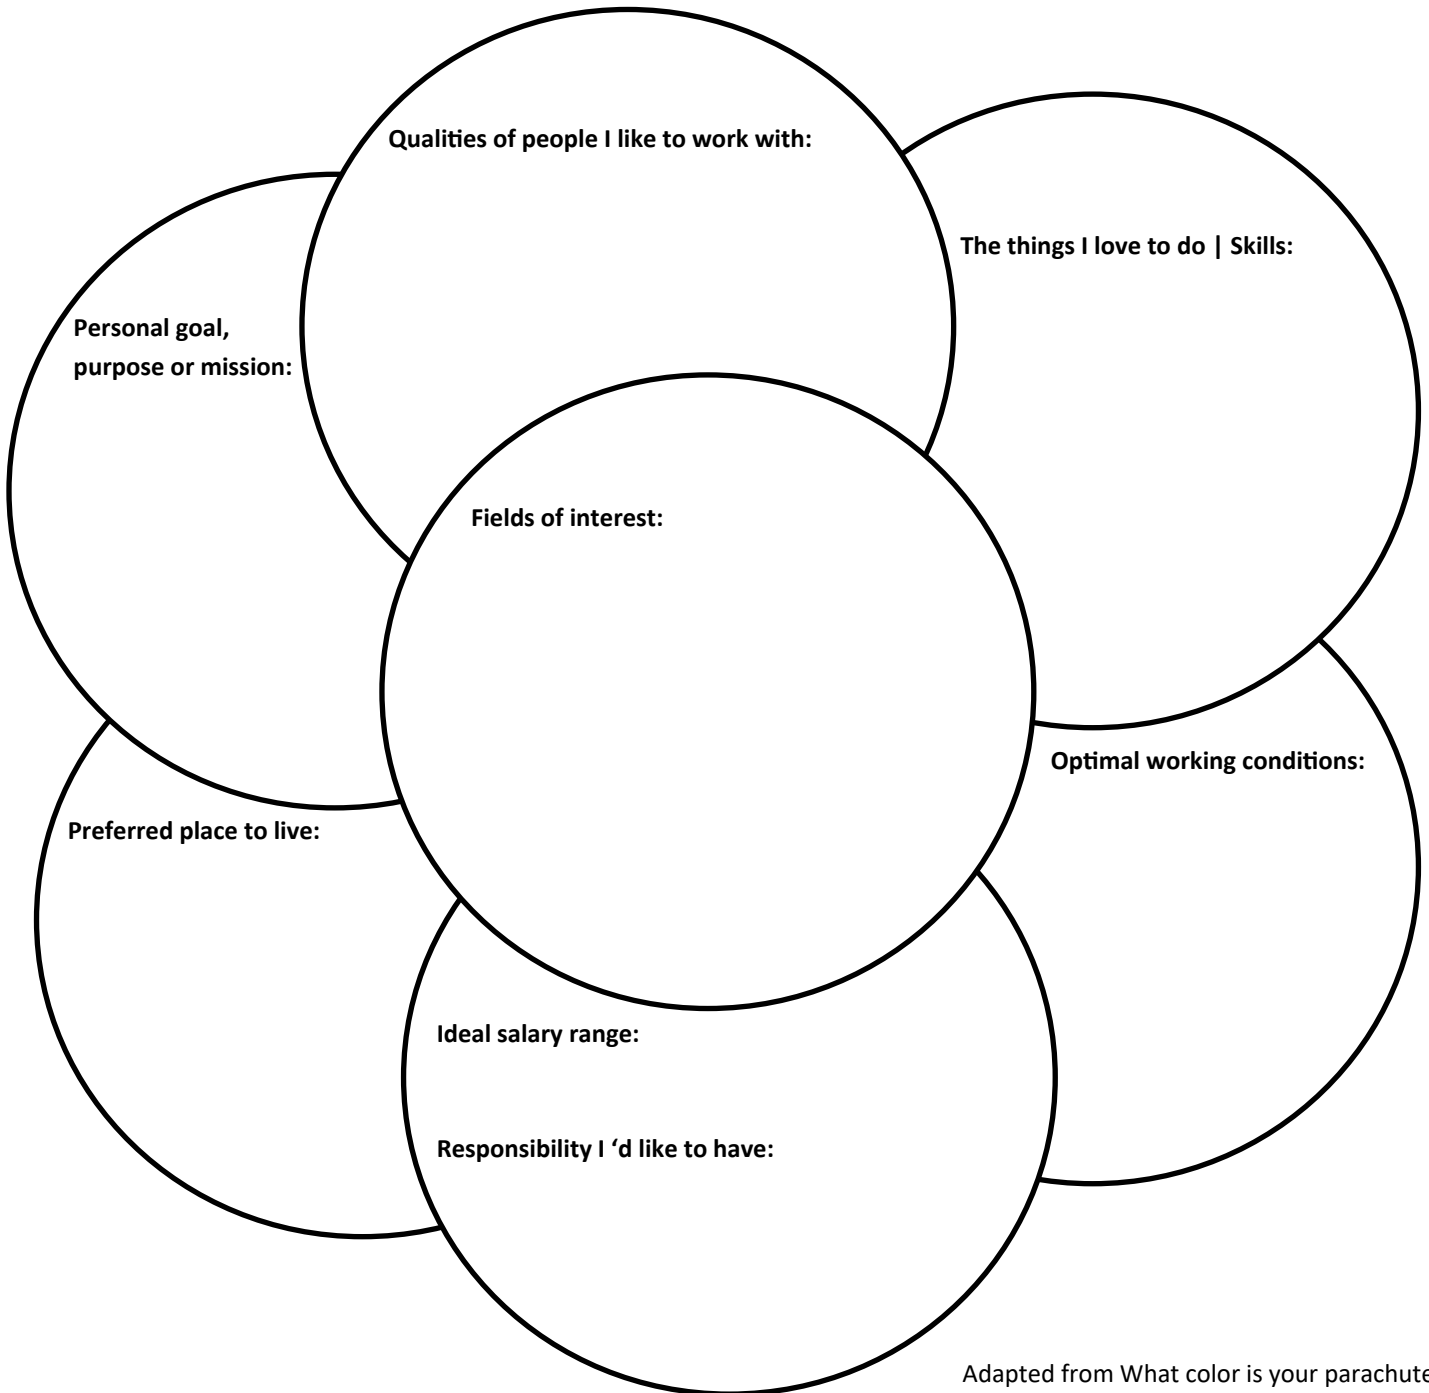 Qualities of people I like to work with:
The things I love to do | Skills:
Personal goal,
purpose or mission:
Fields of interest:
Optimal working conditions:
Preferred place to live:
Ideal salary range:
Responsibility I ‘d like to have:
Adapted from What color is your parachute